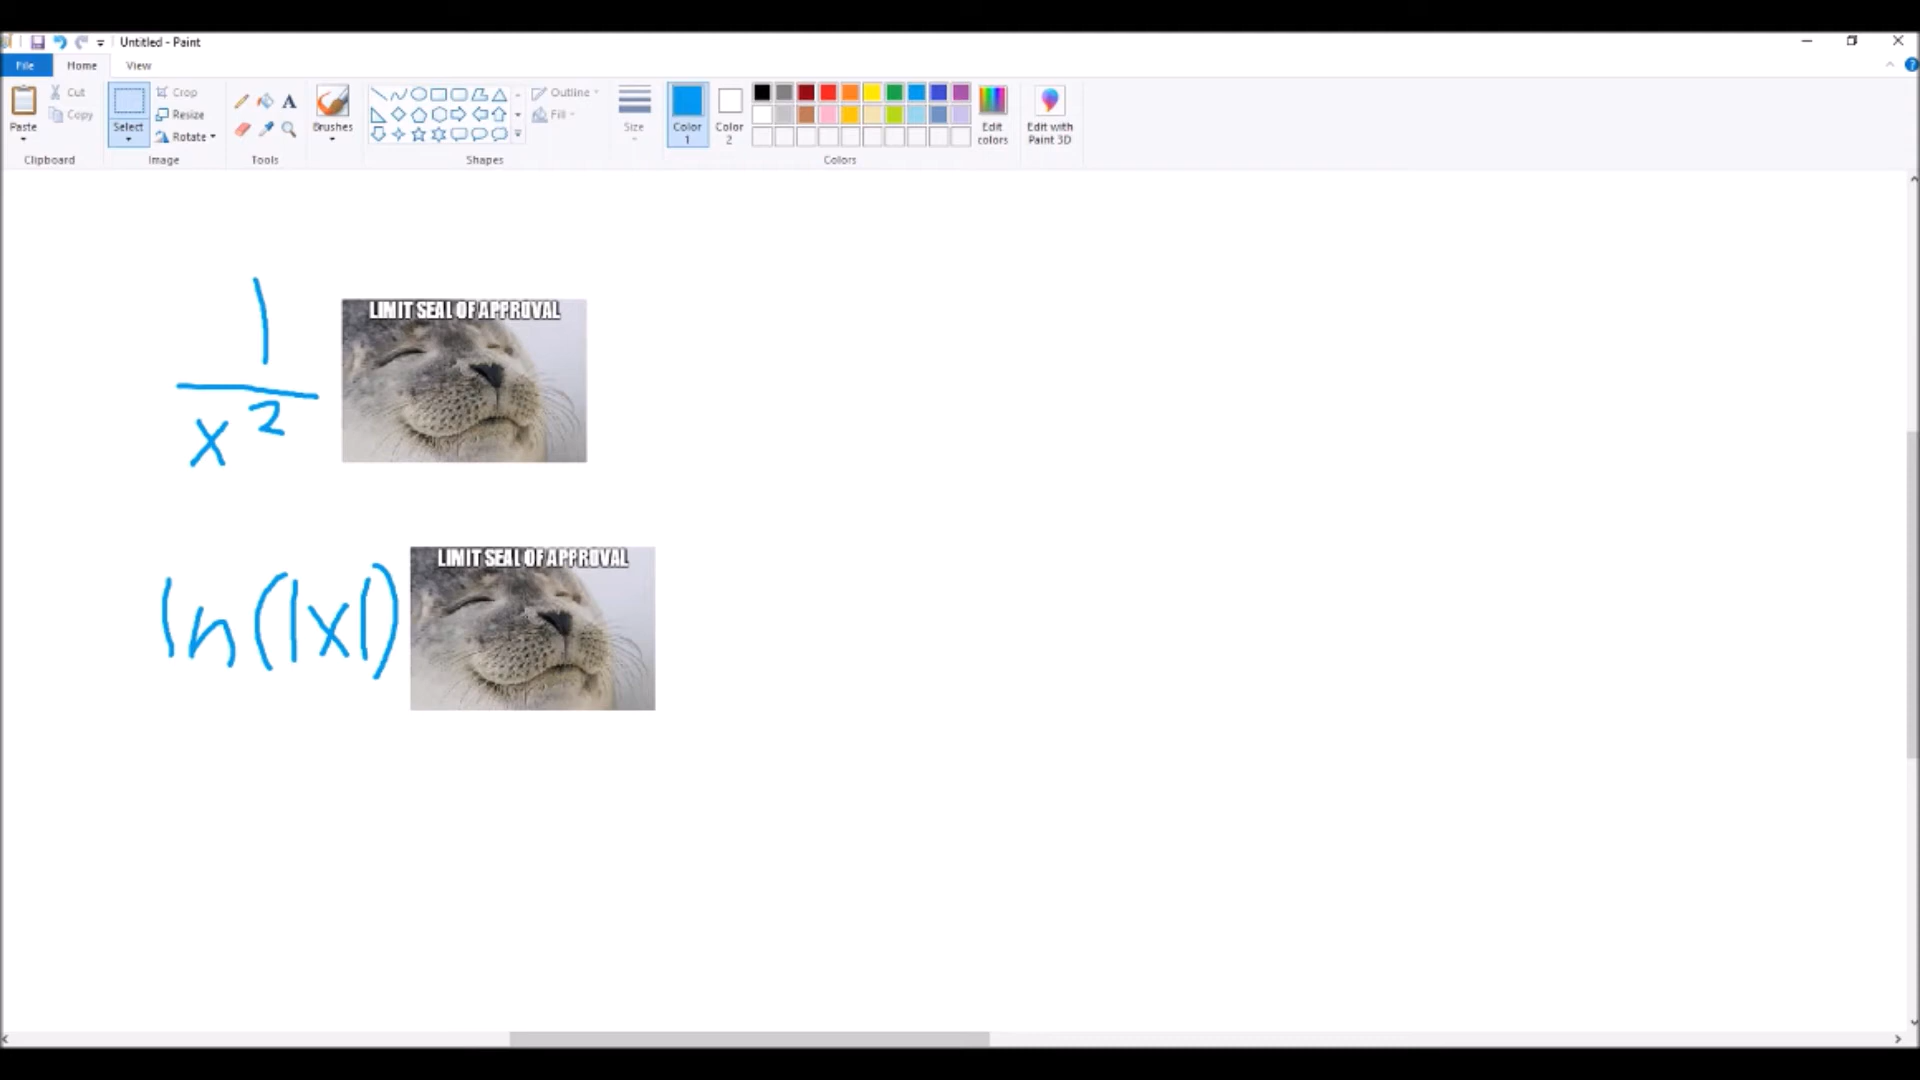 Untitled - Paint
File Home View
Paste
Cut
Copy
Clipboard
Select
Crop
Resize
Rotate
Image
Tools
Brushes
Shapes
Outline
Fill
Size
Color 1
Color 2
Colors
Edit colors
Edit with Paint 3D
1
x²
LIMIT SEAL OF APPROVAL
ln(|x|)
LIMIT SEAL OF APPROVAL